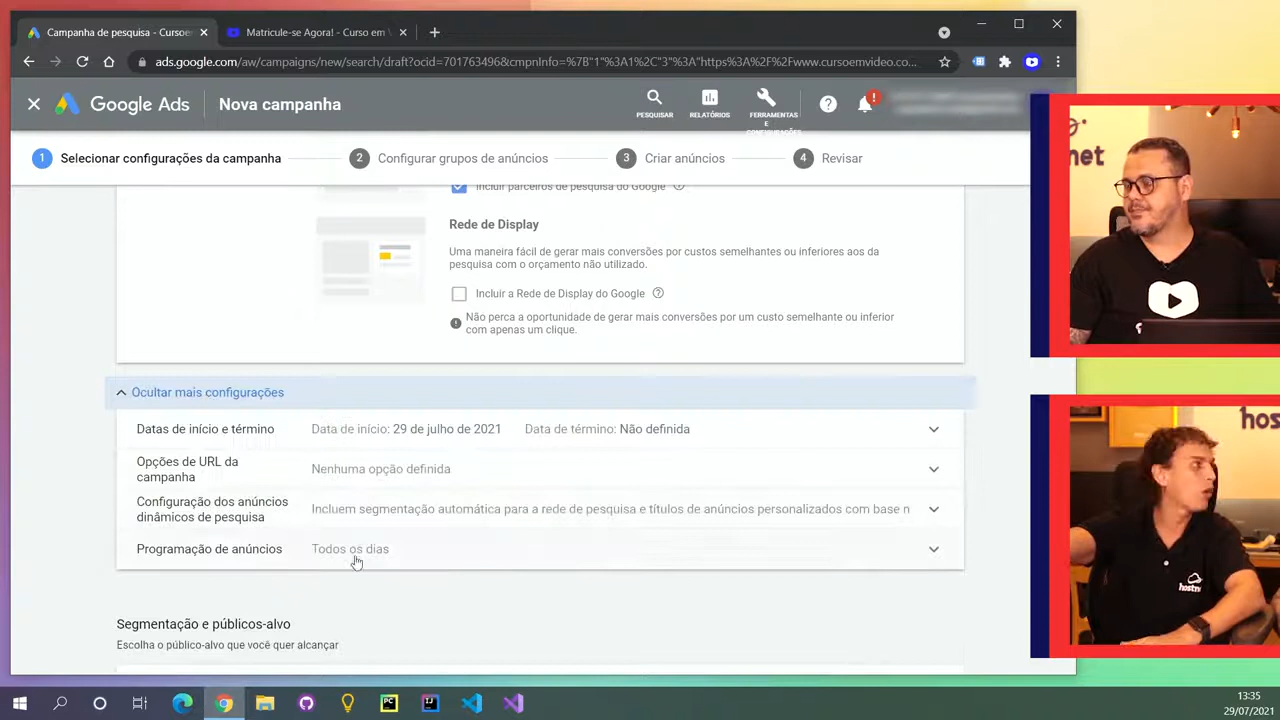 Campanha de pesquisa - Cursoe
Matricule-se Agora! - Curso em V
ads.google.com/aw/campaigns/new/search/draft?ocid=701763496&cmpnInfo=%7B"1"%3A1%2C"3"%3A"https%3A%2F%2Fwww.cursoemvideo.co...
Google Ads
Nova campanha
PESQUISAR
RELATÓRIOS
FERRAMENTAS
E
CONFIGURAÇÕES
1 Selecionar configurações da campanha
2 Configurar grupos de anúncios
3 Criar anúncios
4 Revisar
Incluir parceiros de pesquisa do Google
Rede de Display
Uma maneira fácil de gerar mais conversões por custos semelhantes ou inferiores aos da
pesquisa com o orçamento não utilizado.
Incluir a Rede de Display do Google
Não perca a oportunidade de gerar mais conversões por um custo semelhante ou inferior
com apenas um clique.
Ocultar mais configurações
Datas de início e término Data de início: 29 de julho de 2021 Data de término: Não definida
Opções de URL da
campanha
Nenhuma opção definida
Configuração dos anúncios
dinâmicos de pesquisa
Incluem segmentação automática para a rede de pesquisa e títulos de anúncios personalizados com base n
Programação de anúncios Todos os dias
Segmentação e públicos-alvo
Escolha o público-alvo que você quer alcançar
net
hos
hostne
PC
IJ
13:35
29/07/2021